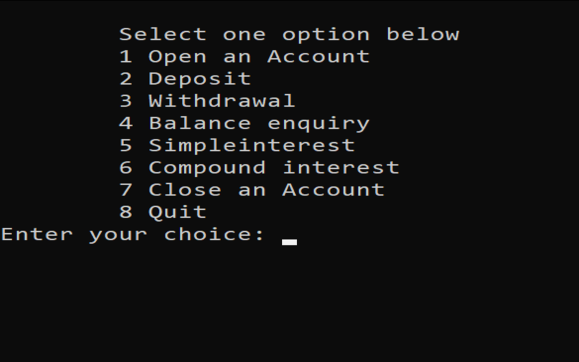 Select one option below
1 Open an Account
2 Deposit
3 Withdrawal
4 Balance enquiry
5 Simpleinterest
6 Compound interest
7 Close an Account
8 Quit
Enter your choice: